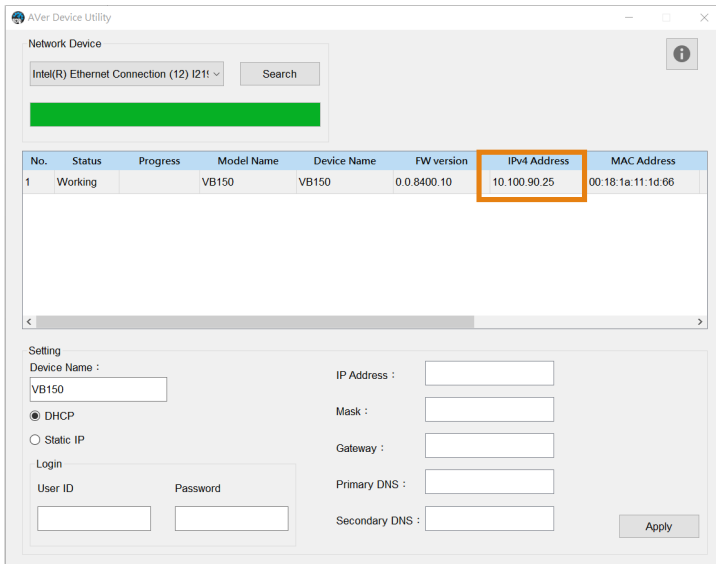 AVer Device Utility
Network Device
Intel(R) Ethernet Connection (12) I219
Search
No. Status Progress Model Name Device Name FW version IPv4 Address MAC Address
1 Working VB150 VB150 0.0.8400.10 10.100.90.25 00:18:1a:11:1d:66
Setting
Device Name :
VB150
DHCP
Static IP
Login
User ID Password
IP Address :
Mask :
Gateway :
Primary DNS :
Secondary DNS :
Apply